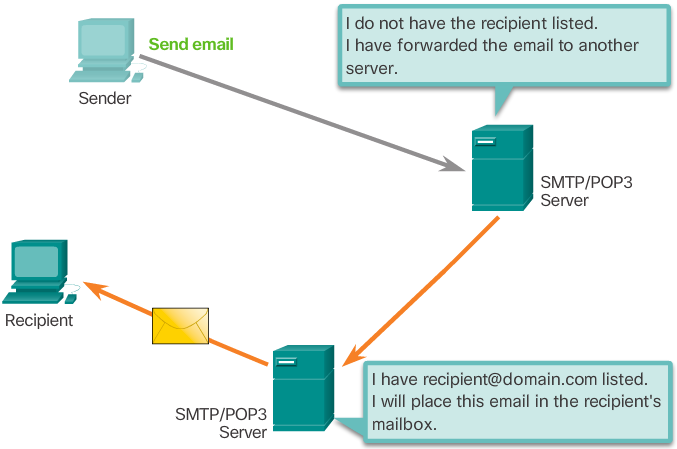 Send email
Sender
I do not have the recipient listed.
I have forwarded the email to another
server.
SMTP/POP3
Server
Recipient
I have recipient@domain.com listed.
I will place this email in the recipient's
mailbox.
SMTP/POP3
Server